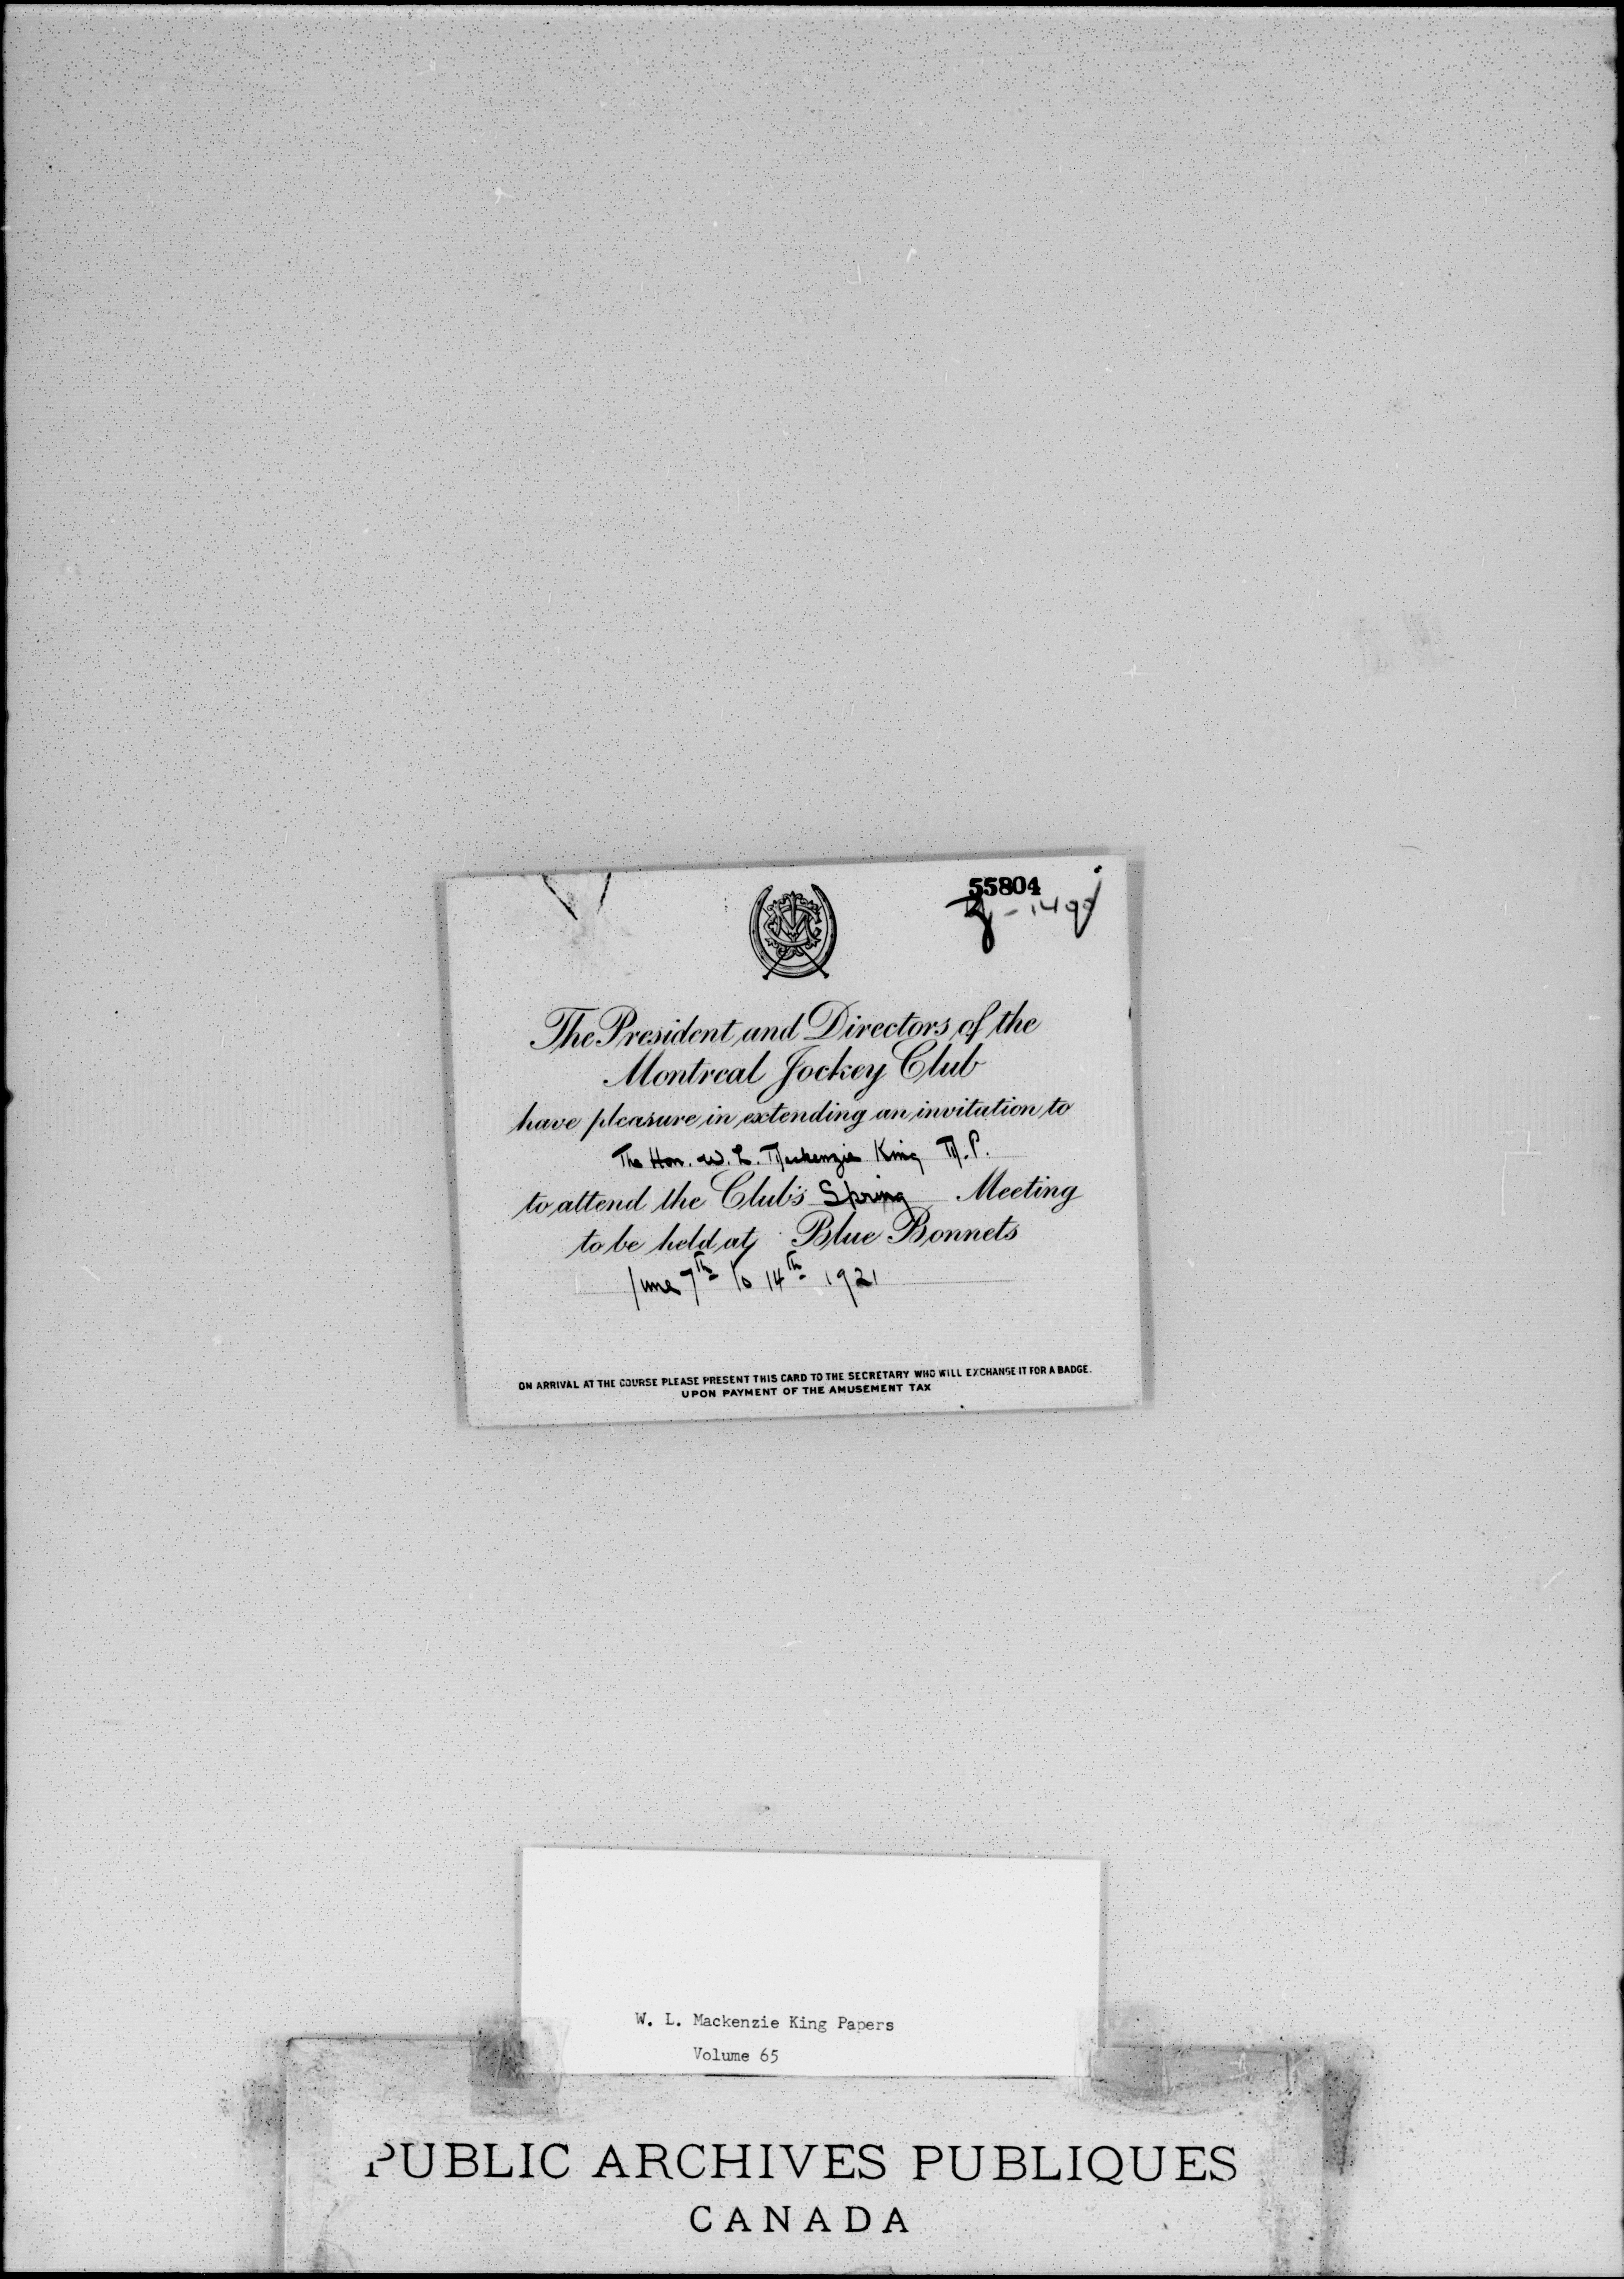 55804
The President and Directors of the
Montreal Jockey Club
have pleasure in extending an invitation to
The Hon. W. L. Mackenzie King M.P.
to attend the Club's Spring Meeting
to be held at Blue Bonnets
June 7th to 14th 1921
ON ARRIVAL AT THE COURSE PLEASE PRESENT THIS CARD TO THE SECRETARY WHO WILL EXCHANGE IT FOR A BADGE.
UPON PAYMENT OF THE AMUSEMENT TAX
W. L. Mackenzie King Papers
Volume 65
PUBLIC ARCHIVES PUBLIQUES
CANADA